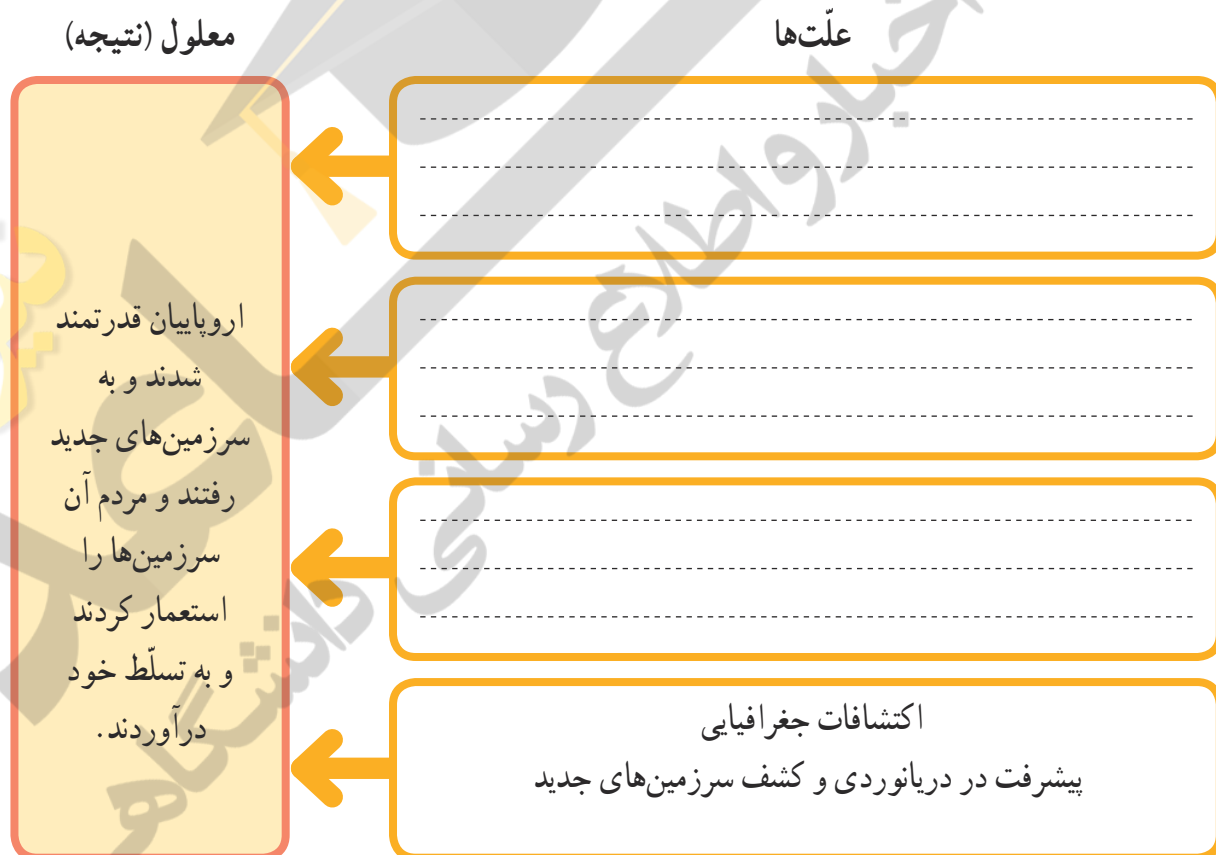 علّت‌ها
معلول (نتیجه)
اروپاییان قدرتمند
شدند و به
سرزمین‌های جدید
رفتند و مردم آن
سرزمین‌ها را
استعمار کردند
و به تسلّط خود
درآوردند.
اکتشافات جغرافیایی
پیشرفت در دریانوردی و کشف سرزمین‌های جدید